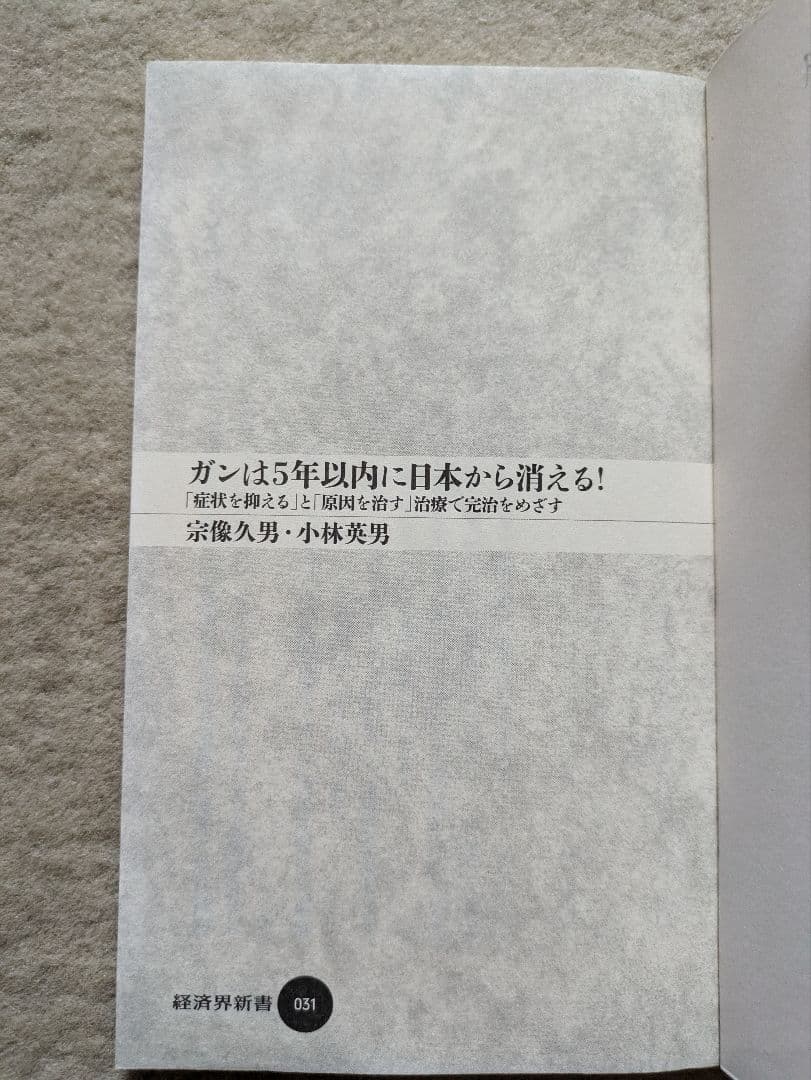 ガンは5年以内に日本から消える!
「症状を抑える」と「原因を治す」治療で完治をめざす
宗像久男・小林英男
経済界新書 031